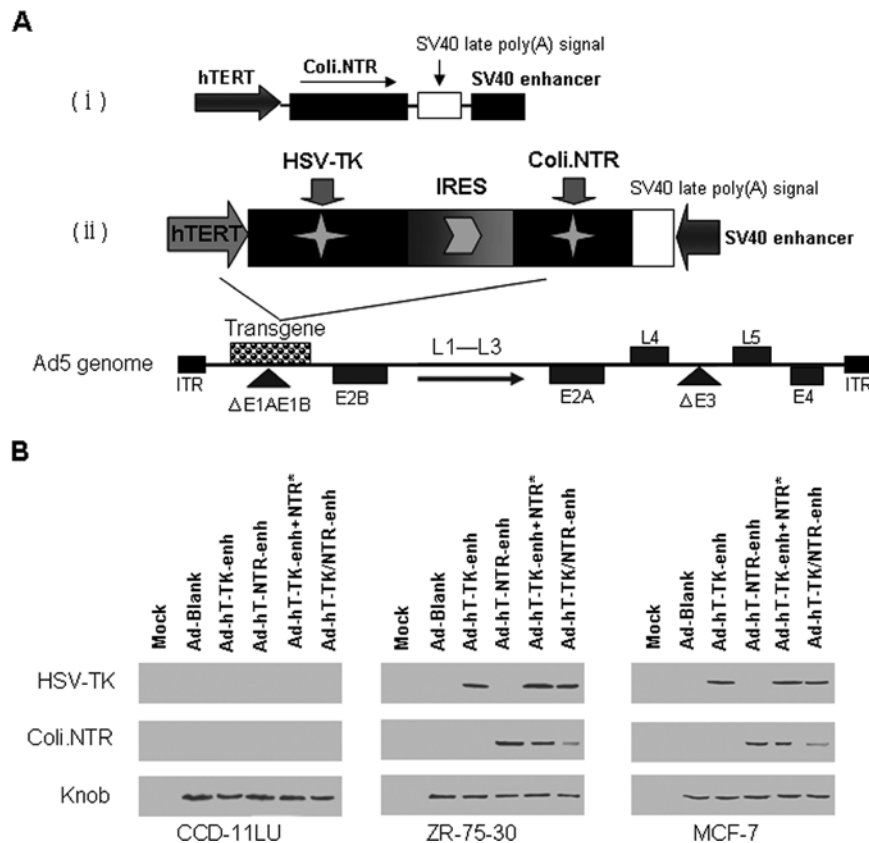 A
SV40 late poly(A) signal
hTERT
Coli.NTR
SV40 enhancer
( i )
HSV-TK
IRES
Coli.NTR
SV40 late poly(A) signal
( ii )
hTERT
SV40 enhancer
Transgene
Ad5 genome
L1—L3
L4
L5
ITR
Δ E1AE1B
E2B
E2A
Δ E3
E4
ITR
B
Mock
Ad-Blank
Ad-hT-TK-enh
Ad-hT-NTR-enh
Ad-hT-TK-enh+NTR*
Ad-hT-TK/NTR-enh
Mock
Ad-Blank
Ad-hT-TK-enh
Ad-hT-NTR-enh
Ad-hT-TK-enh+NTR*
Ad-hT-TK/NTR-enh
Mock
Ad-Blank
Ad-hT-TK-enh
Ad-hT-NTR-enh
Ad-hT-TK-enh+NTR*
Ad-hT-TK/NTR-enh
HSV-TK
Coli.NTR
Knob
CCD-11LU
ZR-75-30
MCF-7